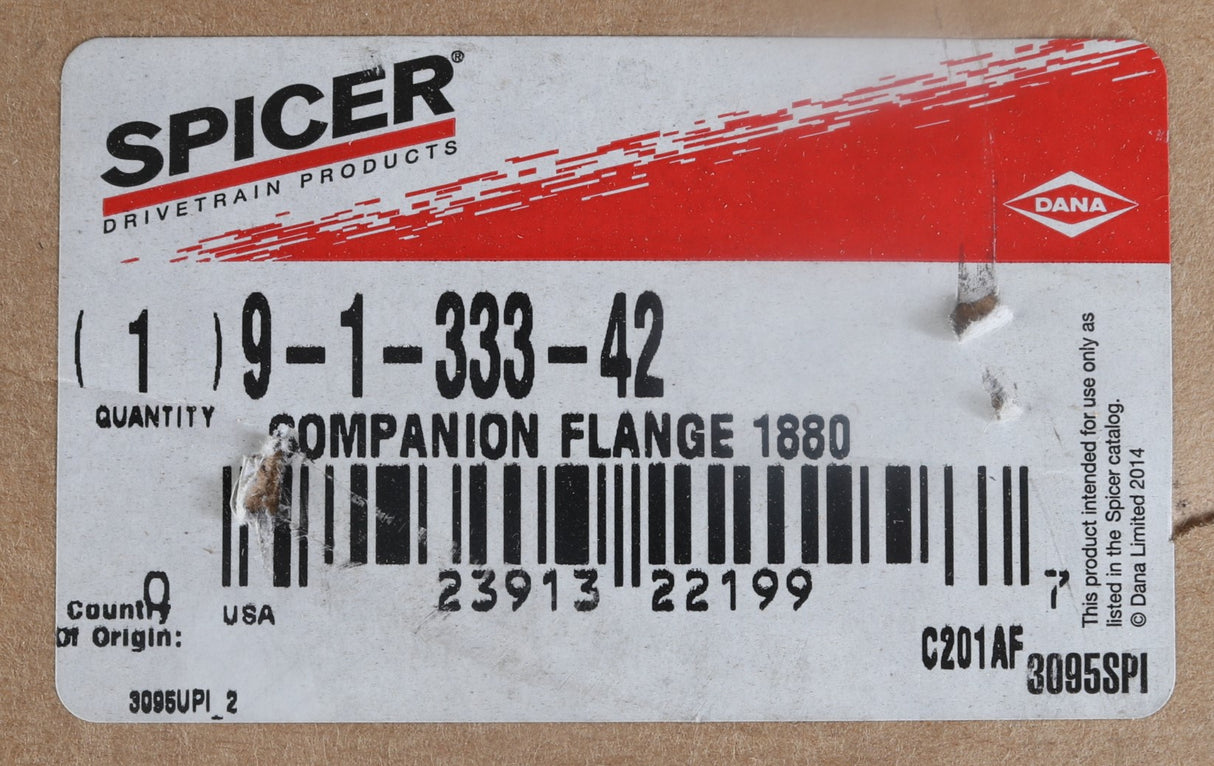 SPICER®
DRIVETRAIN PRODUCTS
DANA
( 1 ) 9-1-333-42
QUANTITY
COMPANION FLANGE 1880
0 23913 22199 7
Country
Of Origin:
USA
C201AF
3095SPI
3095UPI_2
This product intended for use only as
listed in the Spicer catalog.
© Dana Limited 2014